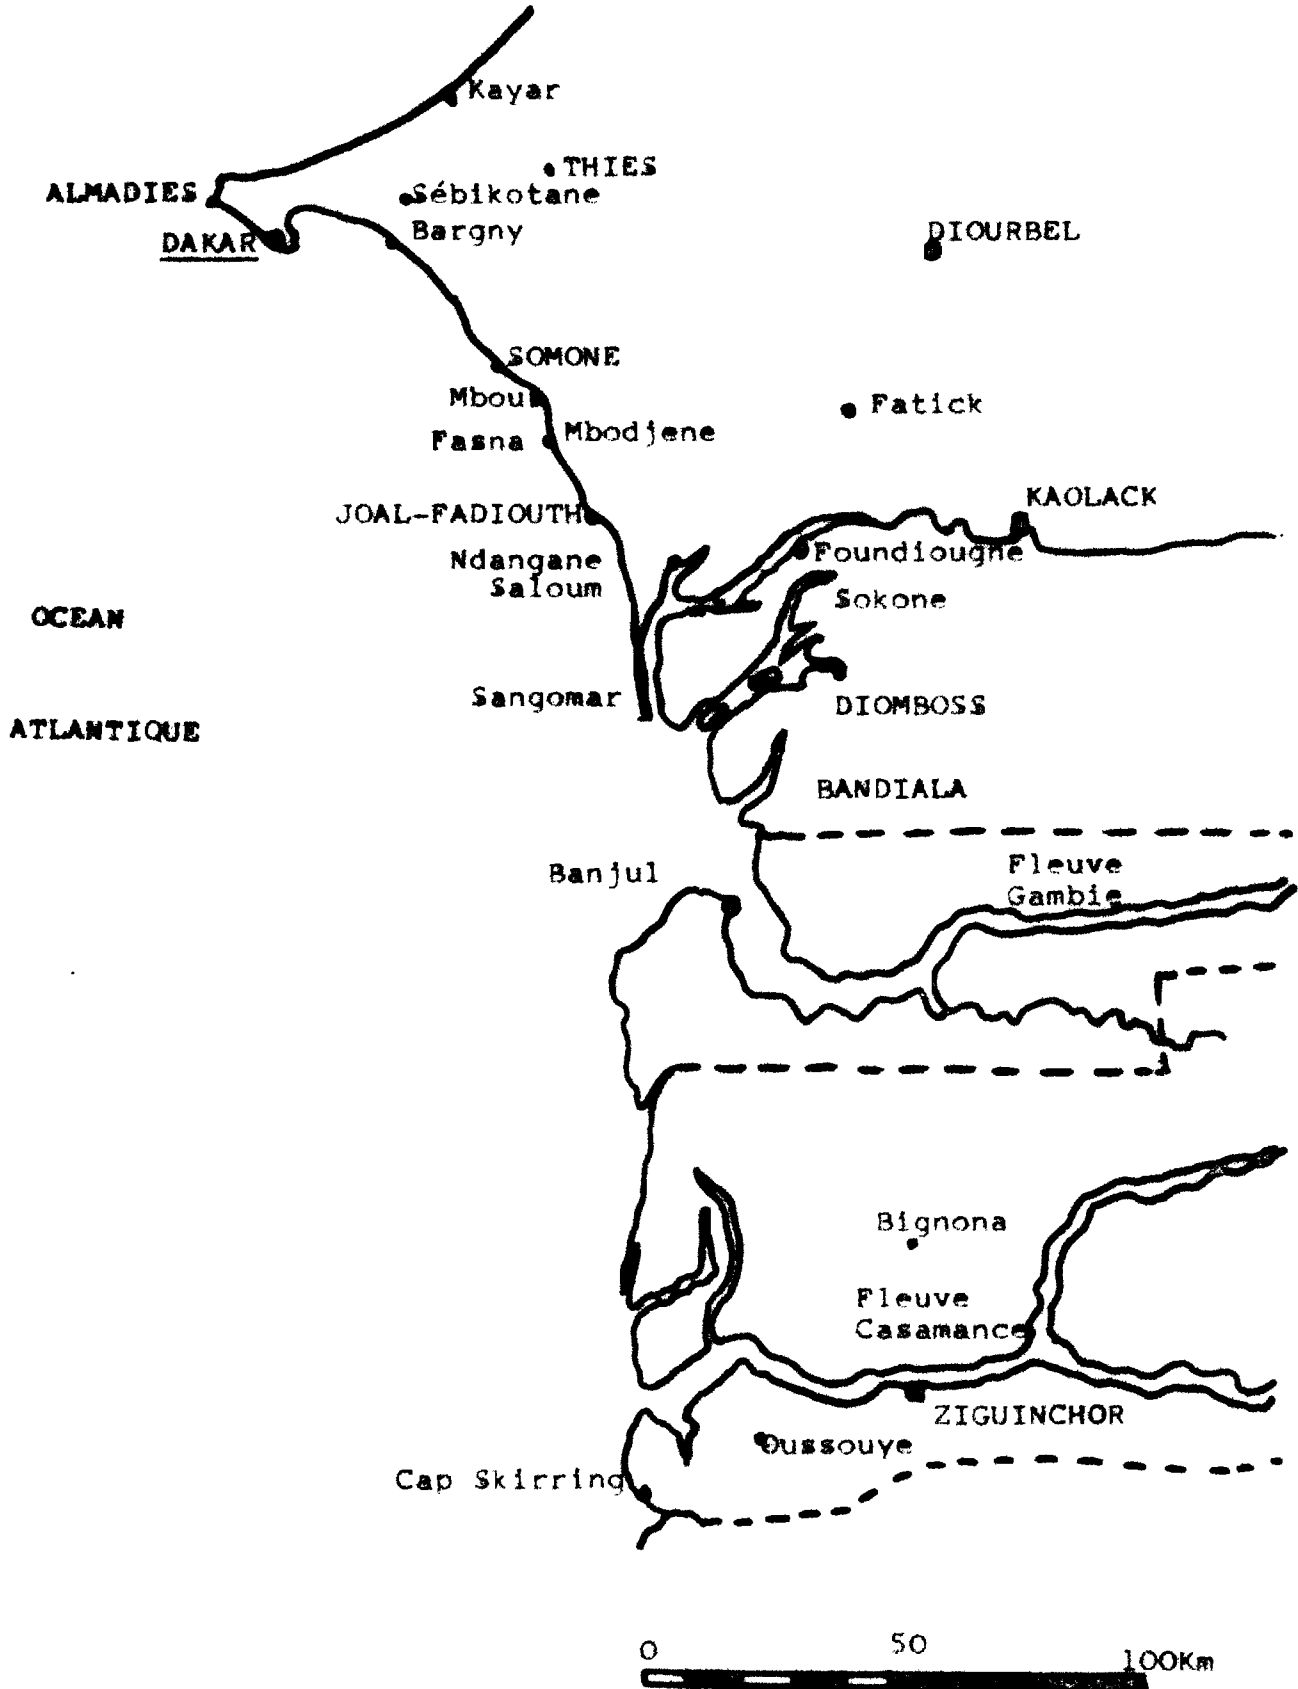 Kayar
THIES
ALMADIES
Sébikotane
Bargny
DAKAR
DIOURBEL
SOMONE
Mbour
Fatick
Fasna
Mbodjene
KAOLACK
JOAL-FADIOUTH
Foundiougne
Ndangane
Saloum
Sokone
OCEAN
Sangomar
DIOMBOSS
ATLANTIQUE
BANDIALA
Banjul
Fleuve
Gambie
Bignona
Fleuve
Casamance
ZIGUINCHOR
Oussouye
Cap Skirring
0 50 100Km